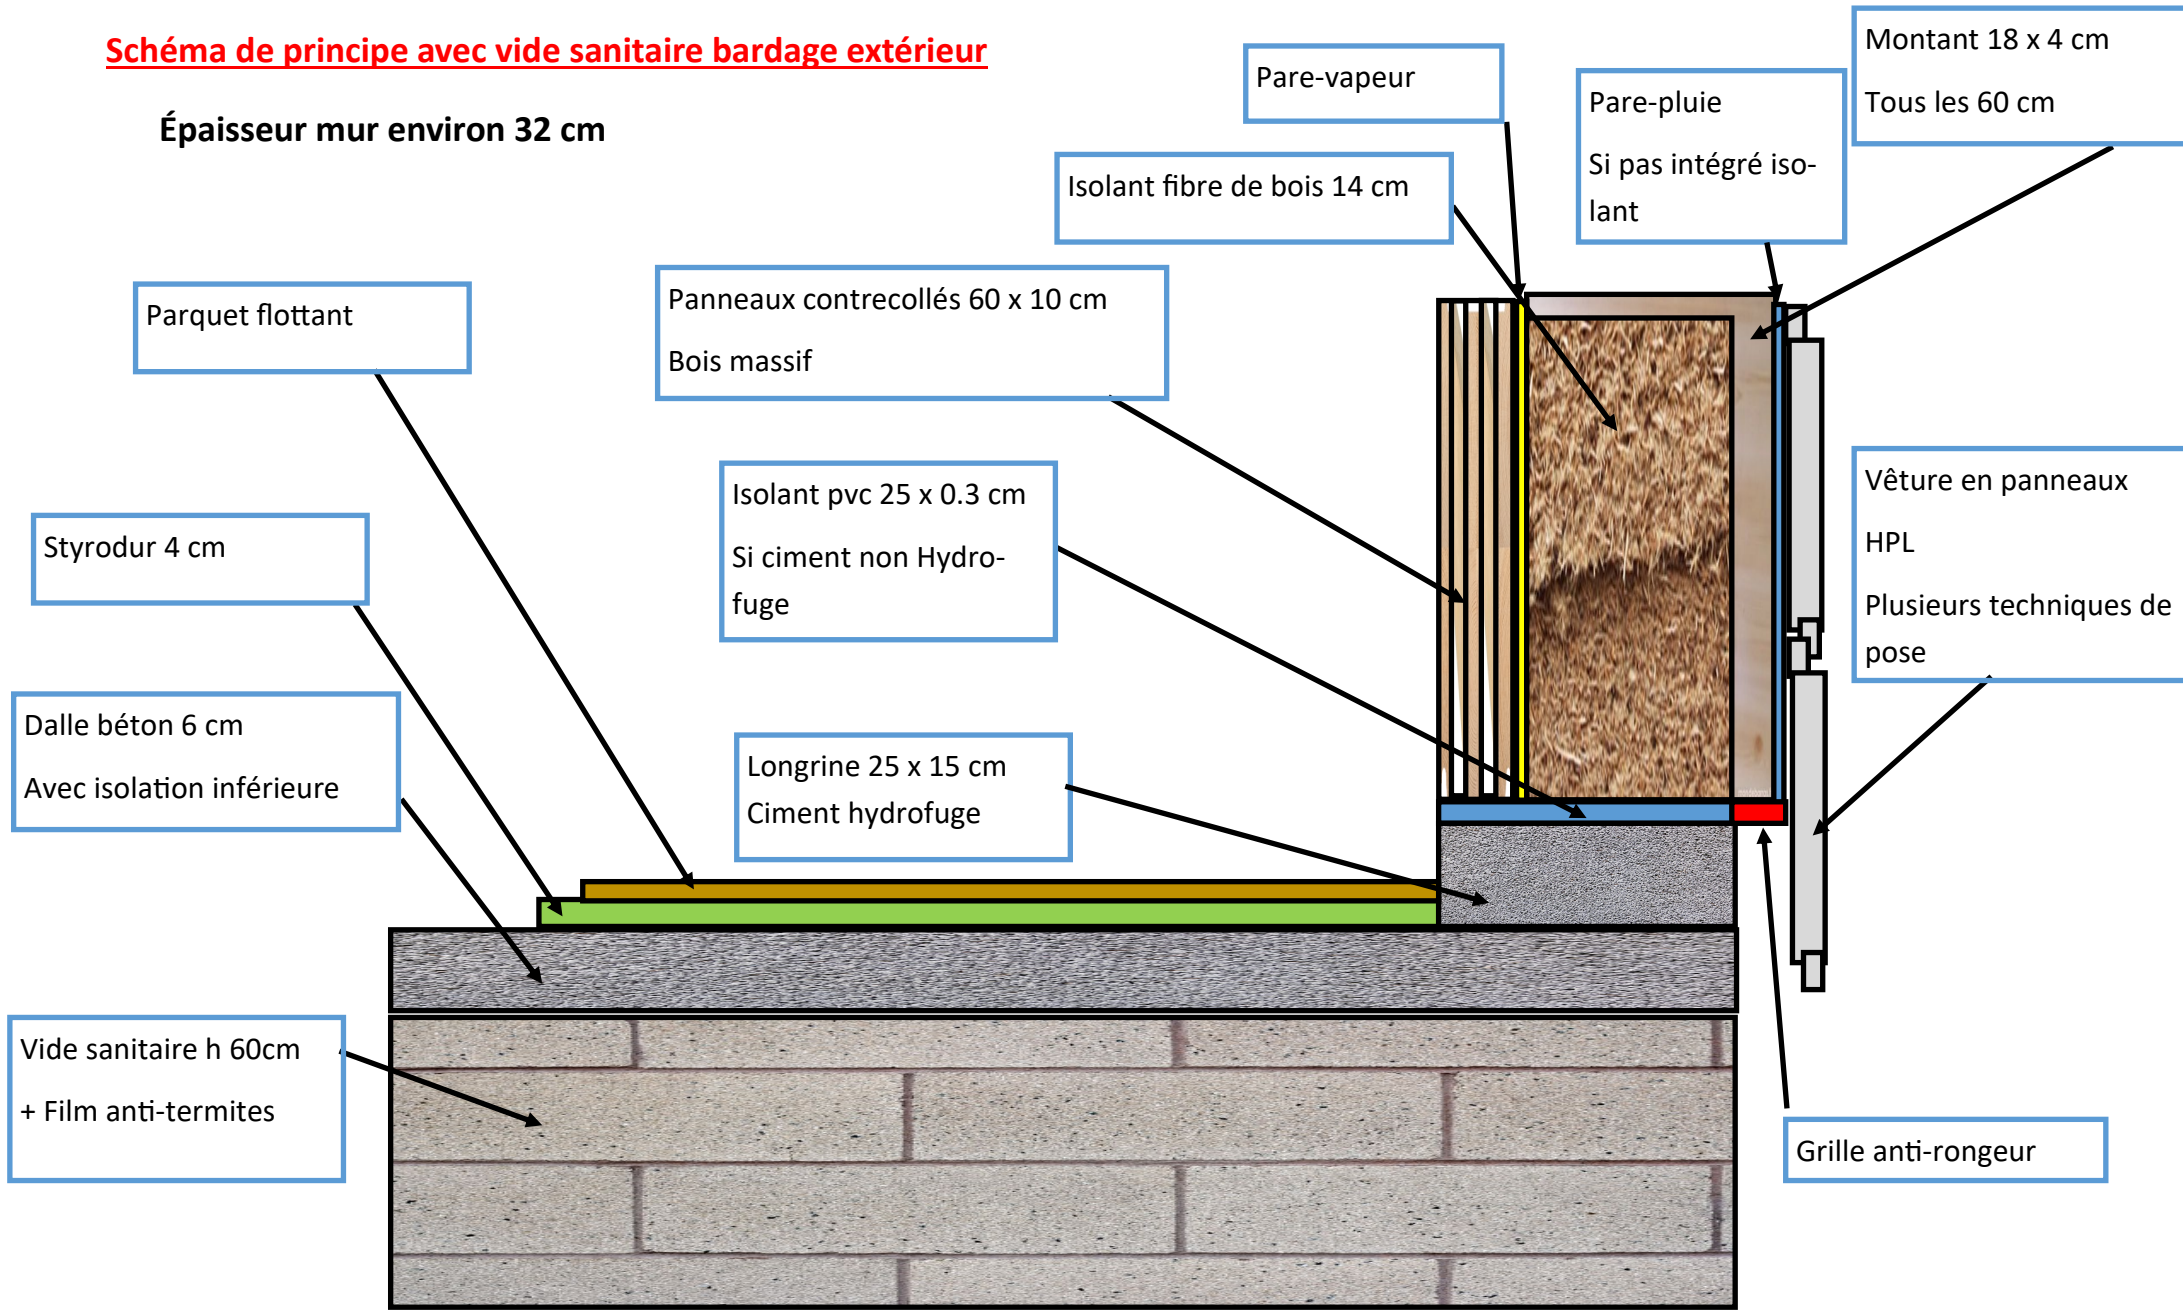 Schéma de principe avec vide sanitaire bardage extérieur
Épaisseur mur environ 32 cm
Pare-vapeur
Pare-pluie
Si pas intégré iso-
lant
Montant 18 x 4 cm
Tous les 60 cm
Isolant fibre de bois 14 cm
Parquet flottant
Panneaux contrecollés 60 x 10 cm
Bois massif
Isolant pvc 25 x 0.3 cm
Si ciment non Hydro-
fuge
Vêture en panneaux
HPL
Plusieurs techniques de
pose
Styrodur 4 cm
Dalle béton 6 cm
Avec isolation inférieure
Longrine 25 x 15 cm
Ciment hydrofuge
Vide sanitaire h 60cm
+ Film anti-termites
Grille anti-rongeur